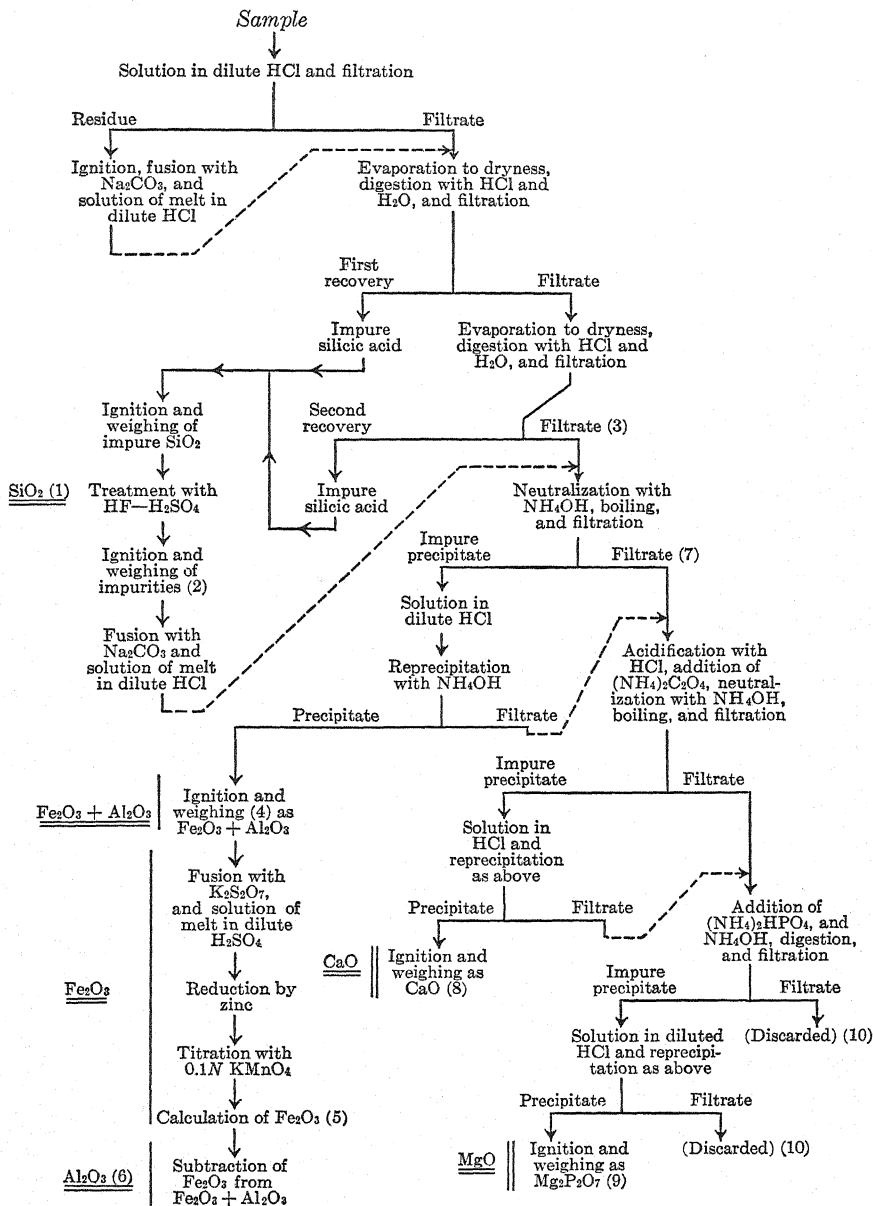 Sample
Solution in dilute HCl and filtration
Residue
Filtrate
Ignition, fusion with
Na₂CO₃, and
solution of melt in
dilute HCl
Evaporation to dryness,
digestion with HCl and
H₂O, and filtration
First
recovery
Filtrate
Impure
silicic acid
Evaporation to dryness,
digestion with HCl and
H₂O, and filtration
Ignition and
weighing of
impure SiO₂
Second
recovery
Filtrate (3)
SiO₂ (1)
Treatment with
HF—H₂SO₄
Impure
silicic acid
Neutralization with
NH₄OH, boiling,
and filtration
Ignition and
weighing of
impurities (2)
Impure
precipitate
Filtrate (7)
Solution in
dilute HCl
Fusion with
Na₂CO₃ and
solution of melt
in dilute HCl
Reprecipitation
with NH₄OH
Acidification with
HCl, addition of
(NH₄)₂C₂O₄, neutral-
ization with NH₄OH,
boiling, and filtration
Precipitate
Filtrate
Impure
precipitate
Filtrate
Fe₂O₃ + Al₂O₃
Ignition and
weighing (4) as
Fe₂O₃ + Al₂O₃
Solution in
HCl and
reprecipitation
as above
Fusion with
K₂S₂O₇,
and solution of
melt in dilute
H₂SO₄
Precipitate
Filtrate
Addition of
(NH₄)₂HPO₄, and
NH₄OH, digestion,
and filtration
CaO
Ignition and
weighing as
CaO (8)
Fe₂O₃
Reduction by
zinc
Impure
precipitate
Filtrate
Solution in diluted
HCl and reprecipi-
tation as above
(Discarded) (10)
Titration with
0.1N KMnO₄
Calculation of Fe₂O₃ (5)
Precipitate
Filtrate
Al₂O₃ (6)
Subtraction of
Fe₂O₃ from
Fe₂O₃ + Al₂O₃
MgO
Ignition and
weighing as
Mg₂P₂O₇ (9)
(Discarded) (10)